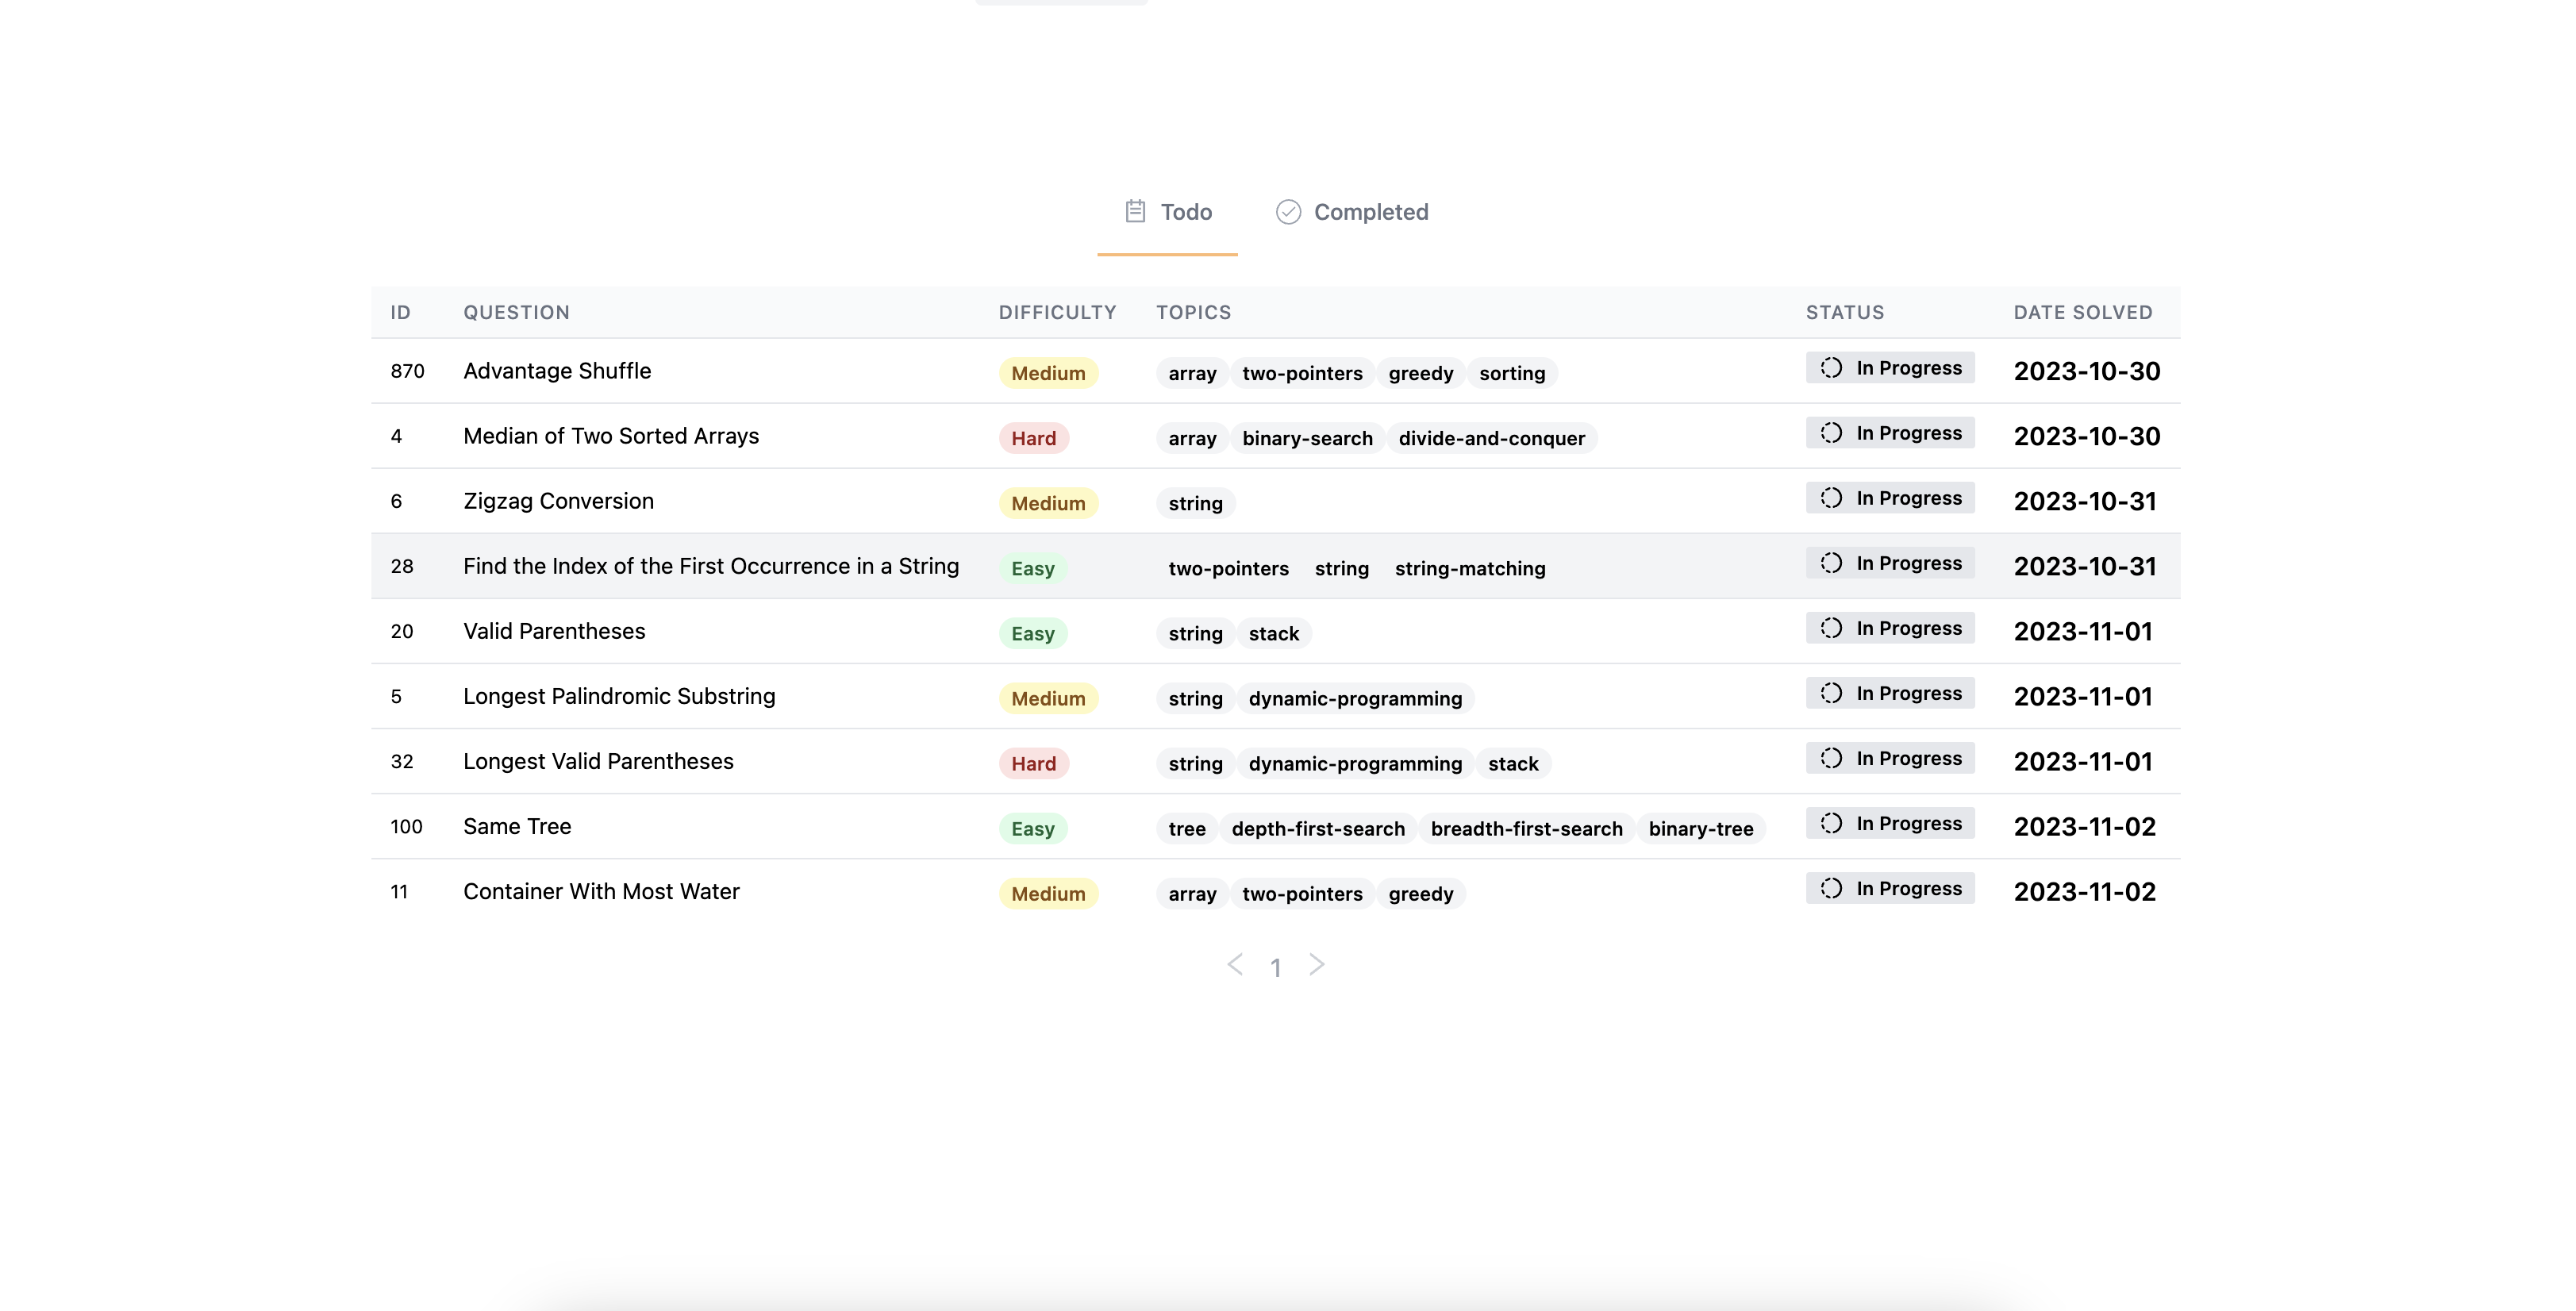 Todo Completed
ID QUESTION DIFFICULTY TOPICS STATUS DATE SOLVED
870 Advantage Shuffle Medium array two-pointers greedy sorting In Progress 2023-10-30
4 Median of Two Sorted Arrays Hard array binary-search divide-and-conquer In Progress 2023-10-30
6 Zigzag Conversion Medium string In Progress 2023-10-31
28 Find the Index of the First Occurrence in a String Easy two-pointers string string-matching In Progress 2023-10-31
20 Valid Parentheses Easy string stack In Progress 2023-11-01
5 Longest Palindromic Substring Medium string dynamic-programming In Progress 2023-11-01
32 Longest Valid Parentheses Hard string dynamic-programming stack In Progress 2023-11-01
100 Same Tree Easy tree depth-first-search breadth-first-search binary-tree In Progress 2023-11-02
11 Container With Most Water Medium array two-pointers greedy In Progress 2023-11-02
1